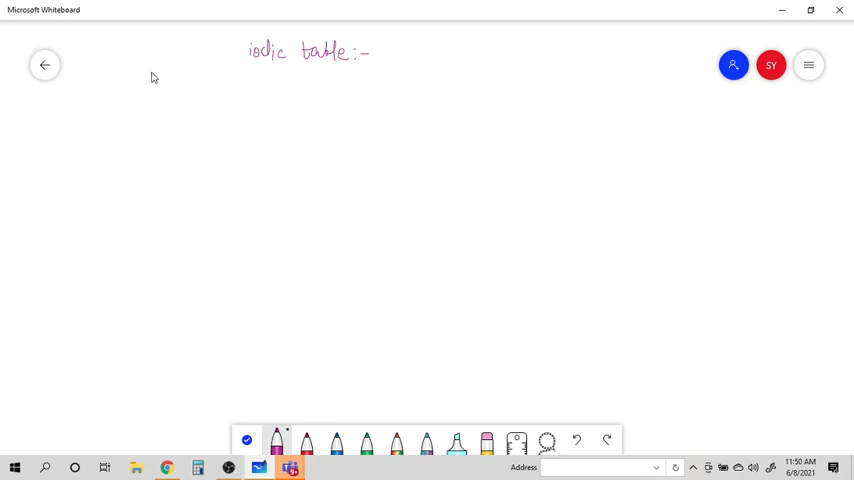 Microsoft Whiteboard
iodic table:-
SY
Address
11:50 AM
6/8/2021